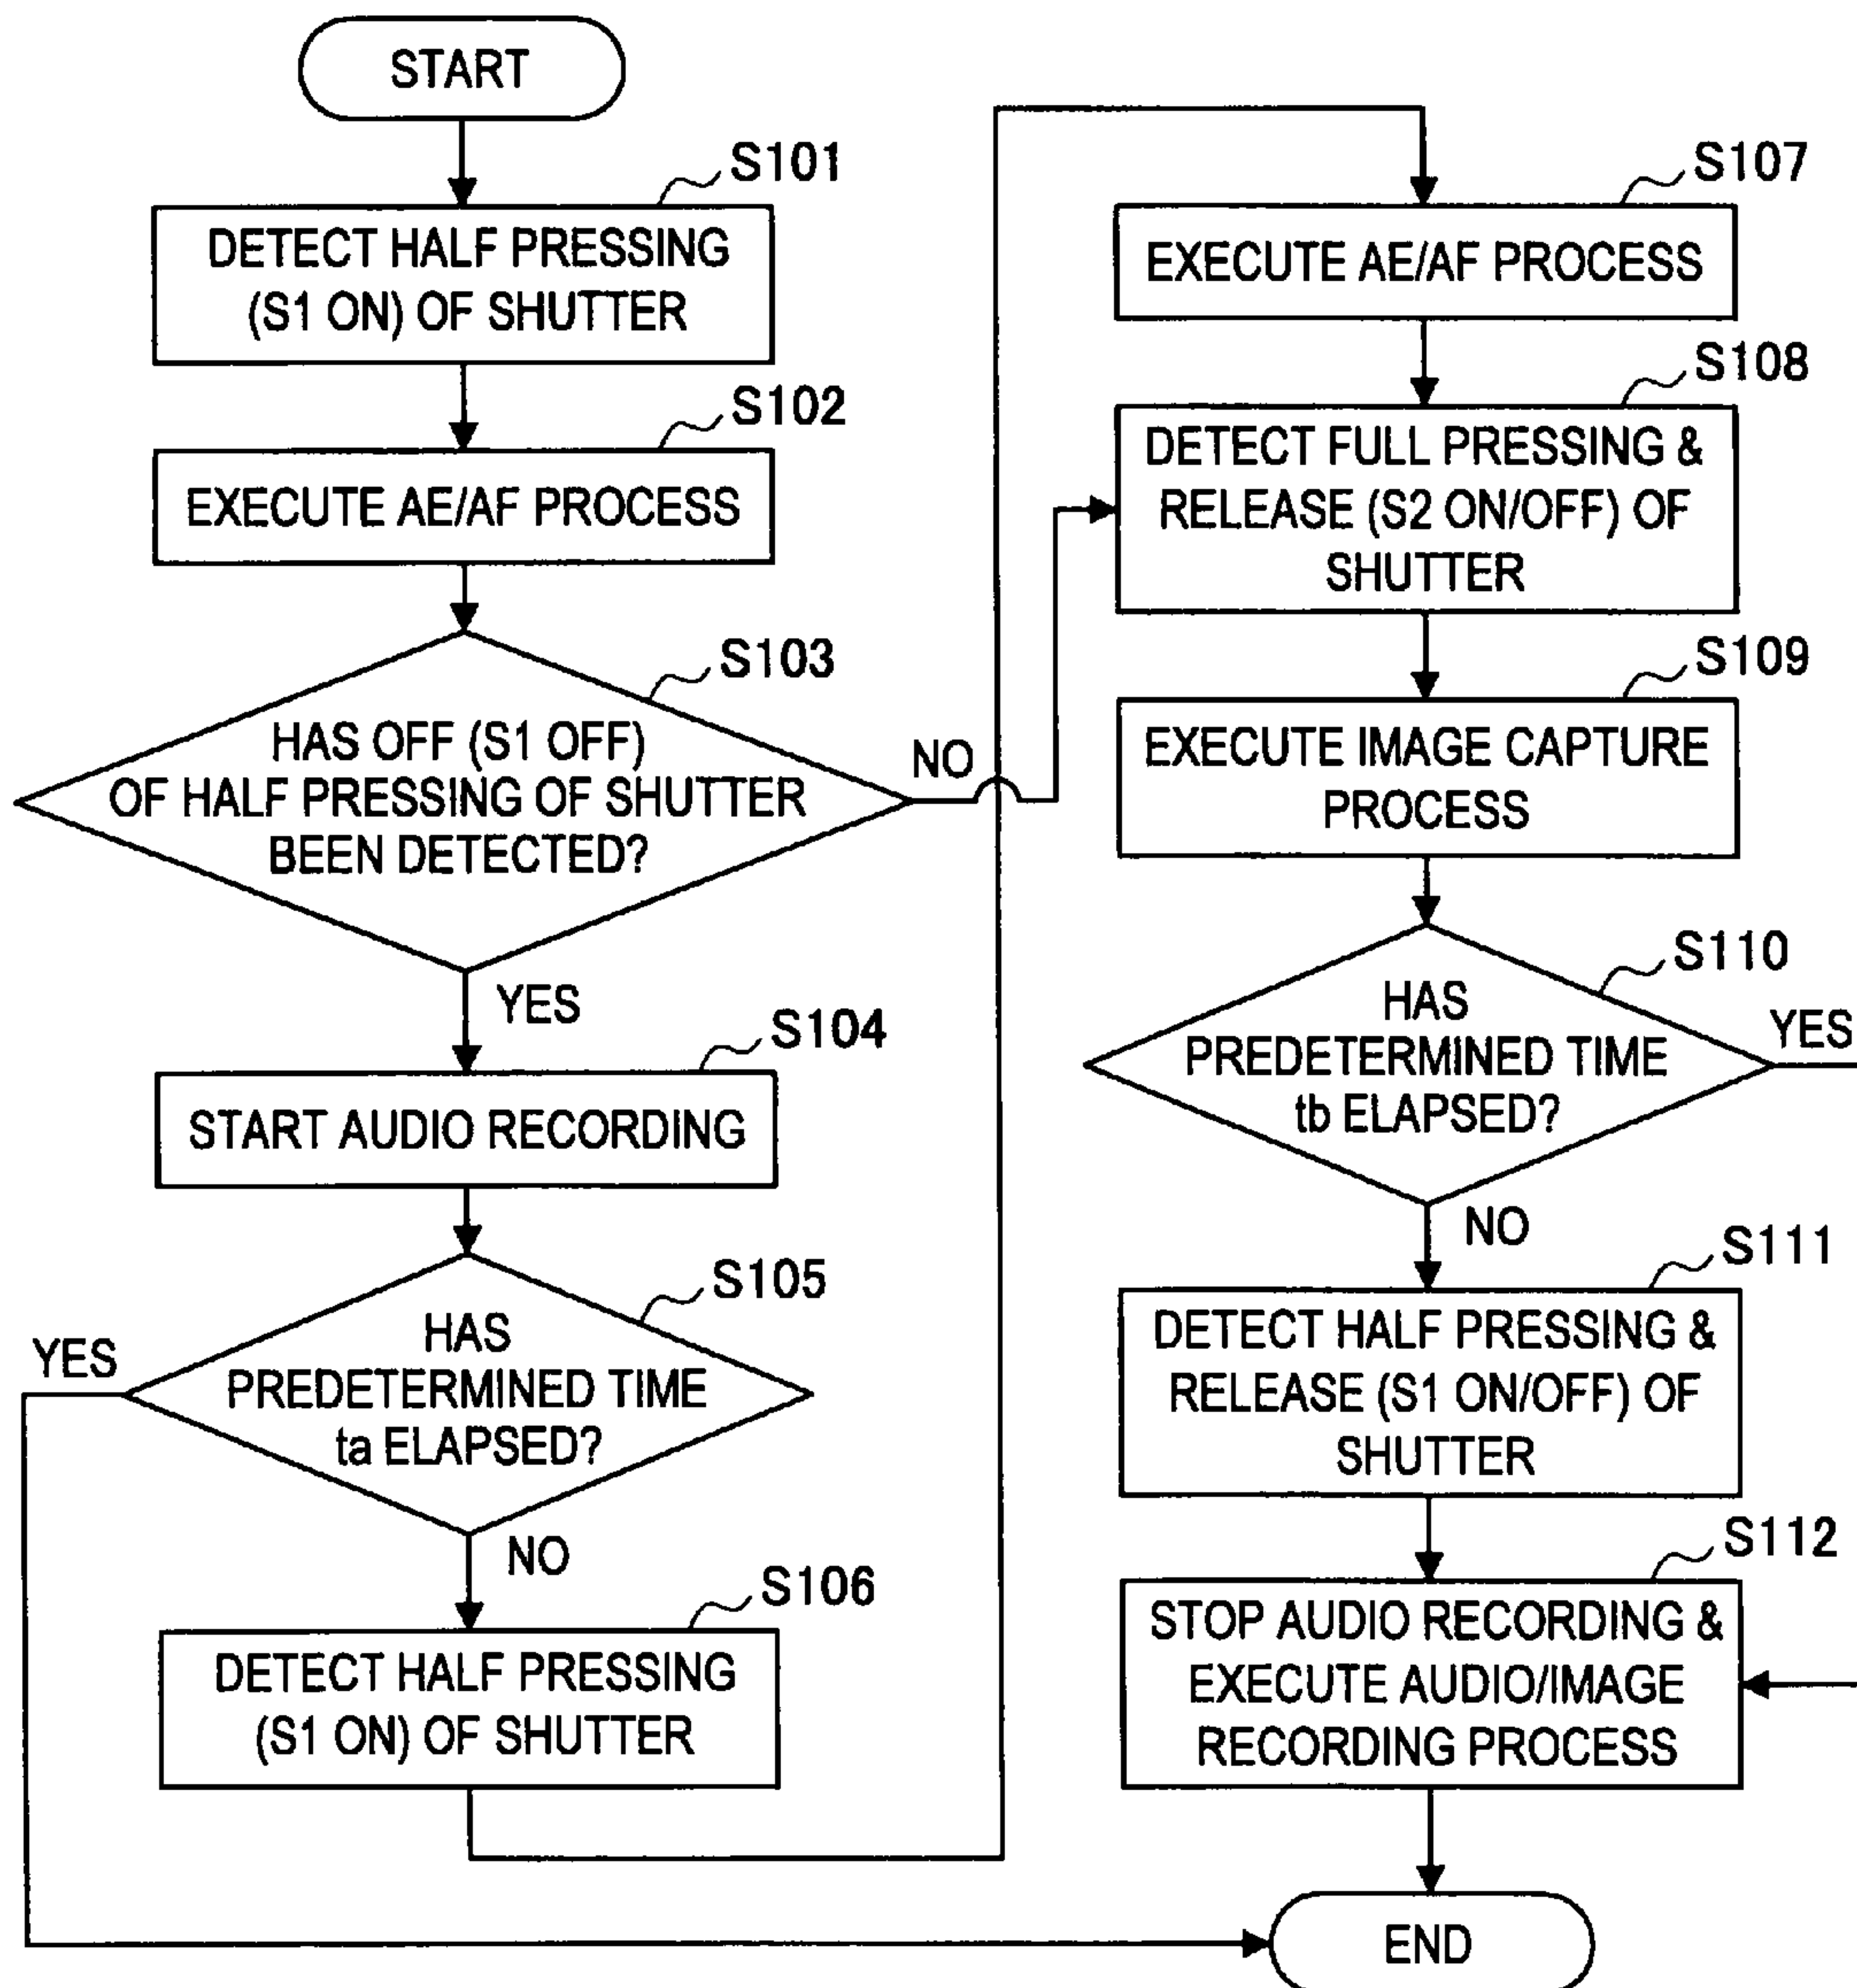 START
S101
DETECT HALF PRESSING
(S1 ON) OF SHUTTER
S102
EXECUTE AE/AF PROCESS
S103
HAS OFF (S1 OFF)
OF HALF PRESSING OF SHUTTER
BEEN DETECTED?
NO
YES
S104
START AUDIO RECORDING
S105
HAS
PREDETERMINED TIME
ta ELAPSED?
YES
NO
S106
DETECT HALF PRESSING
(S1 ON) OF SHUTTER
S107
EXECUTE AE/AF PROCESS
S108
DETECT FULL PRESSING &
RELEASE (S2 ON/OFF) OF
SHUTTER
S109
EXECUTE IMAGE CAPTURE
PROCESS
S110
HAS
PREDETERMINED TIME
tb ELAPSED?
YES
NO
S111
DETECT HALF PRESSING &
RELEASE (S1 ON/OFF) OF
SHUTTER
S112
STOP AUDIO RECORDING &
EXECUTE AUDIO/IMAGE
RECORDING PROCESS
END